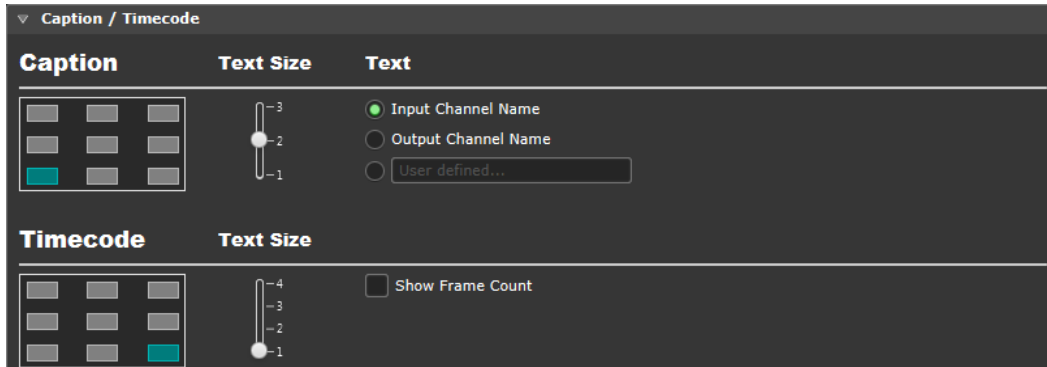 Caption / Timecode
Caption Text Size Text
3 Input Channel Name
2 Output Channel Name
1 User defined...
Timecode Text Size
4 Show Frame Count
3
2
1